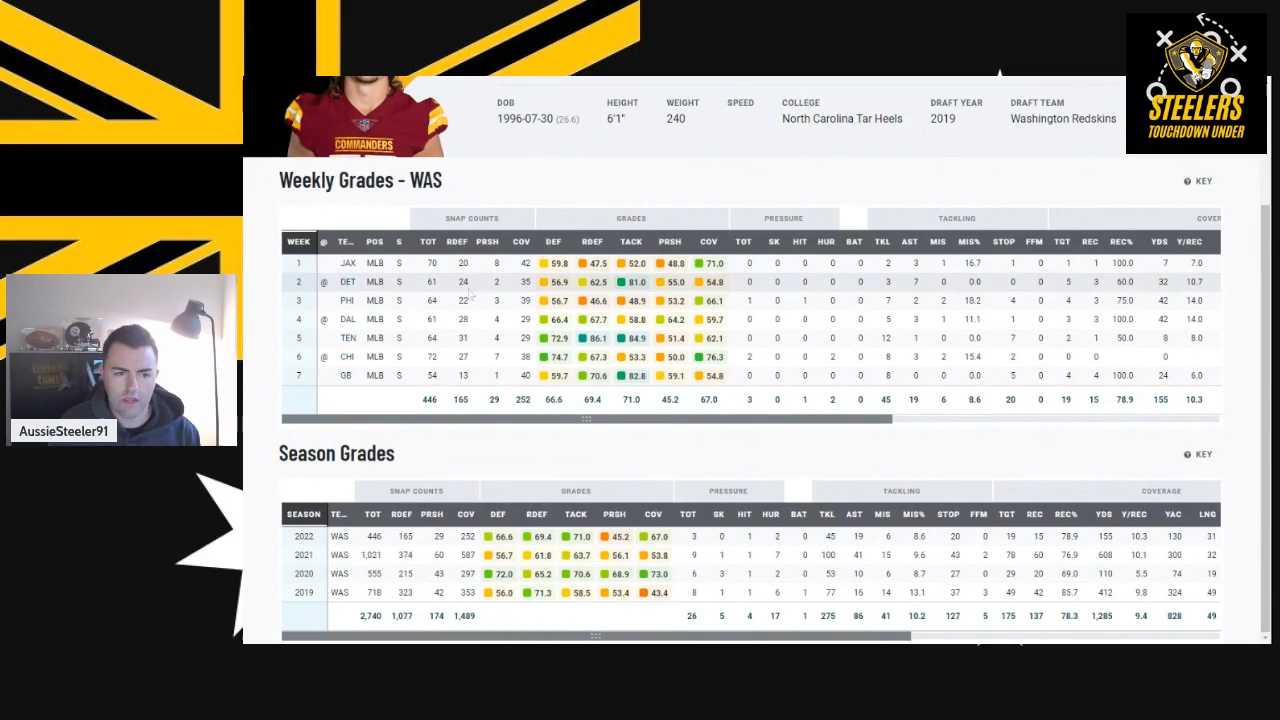 DOB HEIGHT WEIGHT SPEED COLLEGE DRAFT YEAR DRAFT TEAM
1996-07-30 (26.6) 6'1" 240 North Carolina Tar Heels 2019 Washington Redskins
STEELERS
TOUCHDOWN UNDER
COMMANDERS
Weekly Grades - WAS
KEY
SNAP COUNTS GRADES PRESSURE TACKLING COVER
WEEK @ TE... POS S TOT RDEF PRSH COV DEF RDEF TACK PRSH COV TOT SK HIT HUR BAT TKL AST MIS MIS% STOP FFM TGT REC REC% YDS Y/REC
1 JAX MLB S 70 20 8 42 59.8 47.5 52.0 48.8 71.0 0 0 0 0 0 2 3 1 16.7 1 0 1 1 100.0 7 7.0
2 @ DET MLB S 61 24 2 35 56.9 62.5 81.0 55.0 54.8 0 0 0 0 0 3 7 0 0.0 1 0 5 3 60.0 32 10.7
3 PHI MLB S 64 22 3 39 56.7 46.6 48.9 53.2 66.1 1 0 1 0 0 7 2 2 18.2 4 0 4 3 75.0 42 14.0
4 @ DAL MLB S 61 28 4 29 66.4 67.7 58.8 64.2 59.7 0 0 0 0 0 5 3 1 11.1 1 0 3 3 100.0 42 14.0
5 TEN MLB S 64 31 4 29 72.9 86.1 84.9 51.4 62.1 0 0 0 0 0 12 1 0 0.0 7 0 2 1 50.0 8 8.0
6 @ CHI MLB S 72 27 7 38 74.7 67.3 53.3 50.0 76.3 2 0 0 2 0 8 3 2 15.4 2 0 0 0 0
7 GB MLB S 54 13 1 40 59.7 70.6 82.8 59.1 54.8 0 0 0 0 0 8 0 0 0.0 5 0 4 4 100.0 24 6.0
446 165 29 252 66.6 69.4 71.0 45.2 67.0 3 0 1 2 0 45 19 6 8.6 20 0 19 15 78.9 155 10.3
AussieSteeler91
Season Grades
KEY
SNAP COUNTS GRADES PRESSURE TACKLING COVERAGE
SEASON TE... TOT RDEF PRSH COV DEF RDEF TACK PRSH COV TOT SK HIT HUR BAT TKL AST MIS MIS% STOP FFM TGT REC REC% YDS Y/REC YAC LNG
2022 WAS 446 165 29 252 66.6 69.4 71.0 45.2 67.0 3 0 1 2 0 45 19 6 8.6 20 0 19 15 78.9 155 10.3 130 31
2021 WAS 1,021 374 60 587 56.7 61.8 63.7 56.1 53.8 9 1 1 7 0 100 41 15 9.6 43 2 78 60 76.9 608 10.1 300 32
2020 WAS 555 215 43 297 72.0 65.2 70.6 68.9 73.0 6 3 1 2 0 53 10 6 8.7 27 0 29 20 69.0 110 5.5 74 19
2019 WAS 718 323 42 353 56.0 71.3 58.5 53.4 43.4 8 1 1 6 1 77 16 14 13.1 37 3 49 42 85.7 412 9.8 324 49
2,740 1,077 174 1,489 26 5 4 17 1 275 86 41 10.2 127 5 175 137 78.3 1,285 9.4 828 49